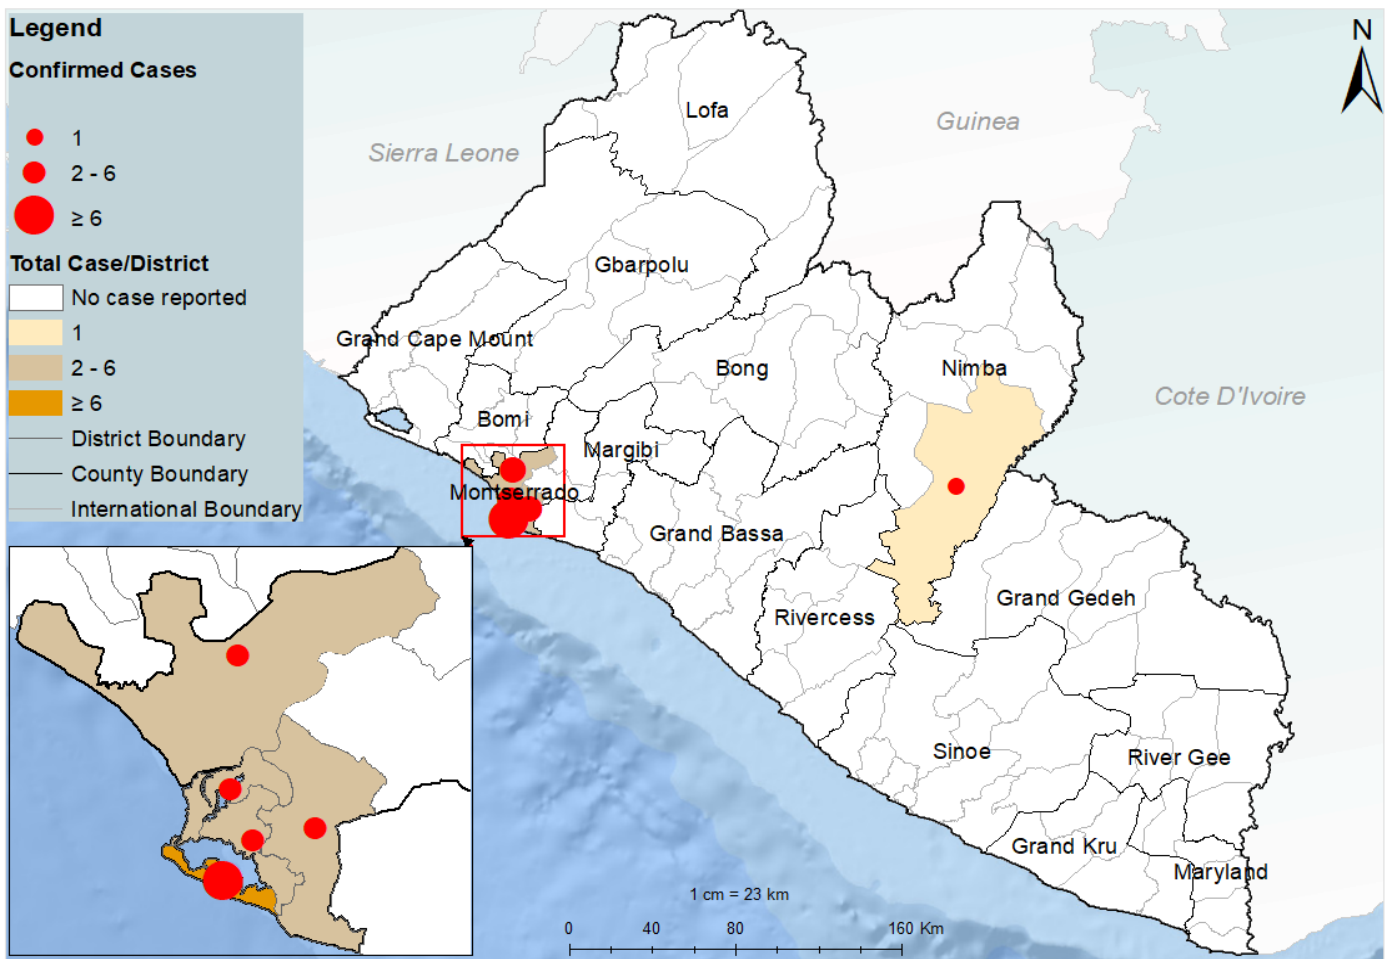 Legend
Confirmed Cases
1
2 - 6
≥ 6
Total Case/District
No case reported
1
2 - 6
≥ 6
District Boundary
County Boundary
International Boundary
N
Lofa
Guinea
Sierra Leone
Gbarpolu
Grand Cape Mount
Bong
Nimba
Cote D'Ivoire
Bomi
Margibi
Montserrado
Grand Bassa
Grand Gedeh
Rivercess
Sinoe
River Gee
Grand Kru
Maryland
1 cm = 23 km
0 40 80 160 Km